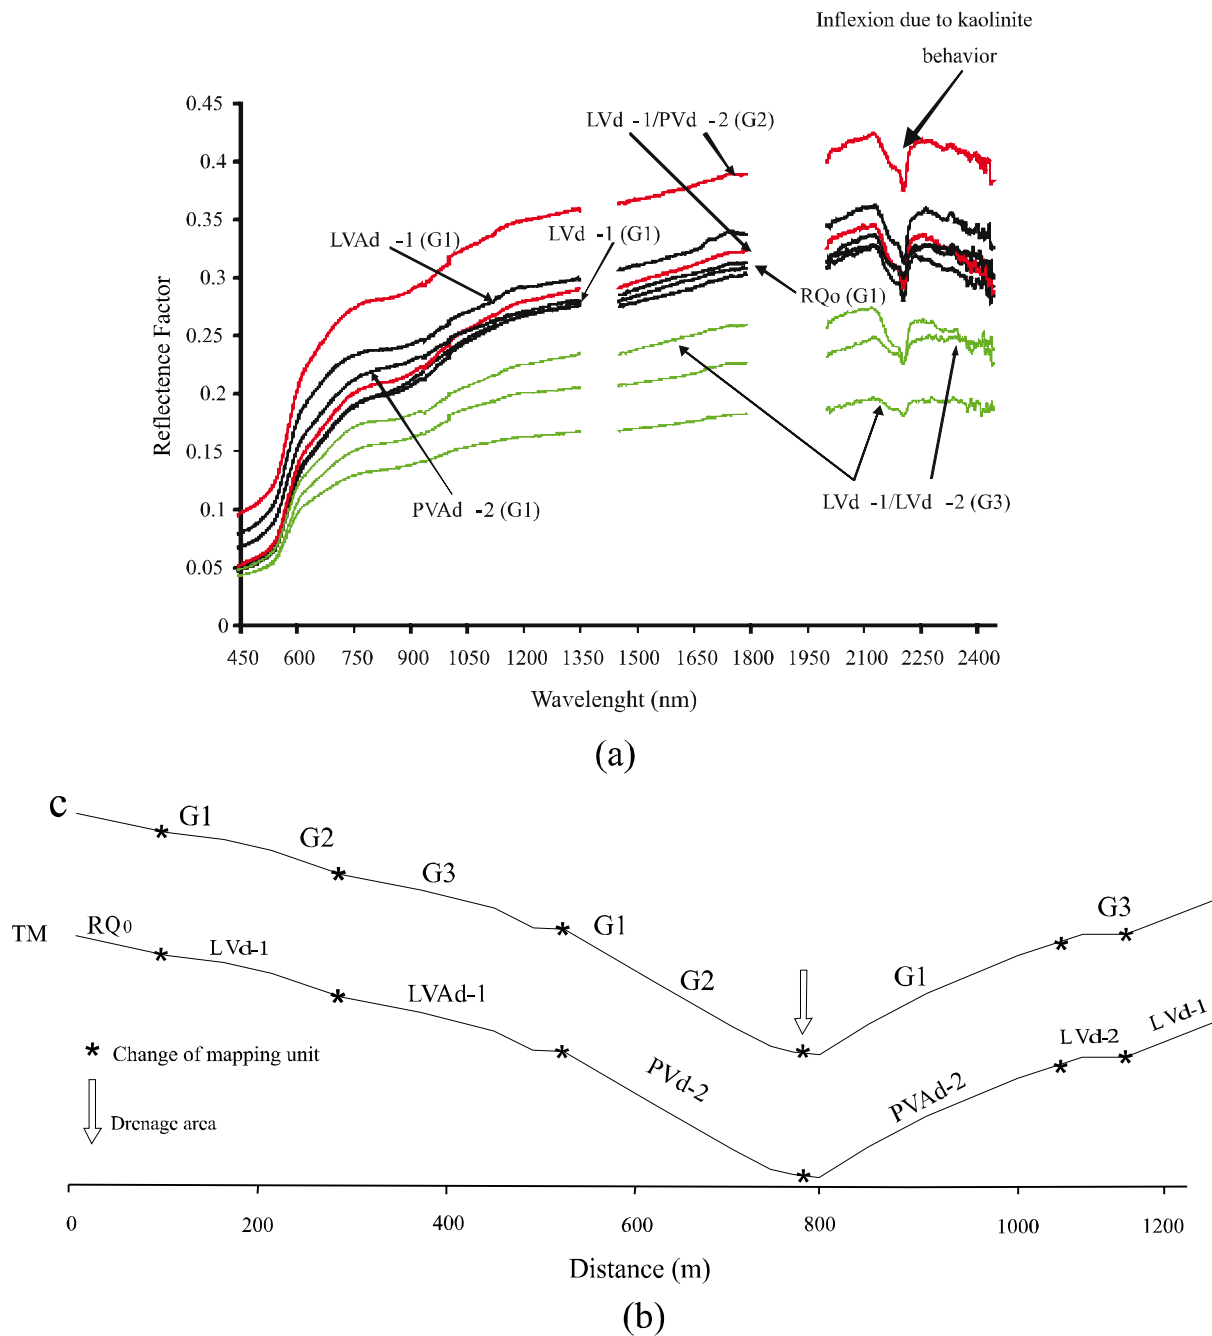 Inflexion due to kaolinite
behavior
0.45
LVd -1/PVd -2 (G2)
0.4
0.35
LVAd -1 (G1)
LVd -1 (G1)
0.3
RQo (G1)
0.25
0.2
0.15
LVd -1/LVd -2 (G3)
PVAd -2 (G1)
0.1
0.05
0
Reflectence Factor
450 600 750 900 1050 1200 1350 1500 1650 1800 1950 2100 2250 2400
Wavelenght (nm)
(a)
c
G1
G2
G3
G1
G2
G1
G3
TM
RQ0
LVd-1
LVAd-1
PVd-2
PVAd-2
LVd-2
LVd-1
* Change of mapping unit
Drenage area
0 200 400 600 800 1000 1200
Distance (m)
(b)